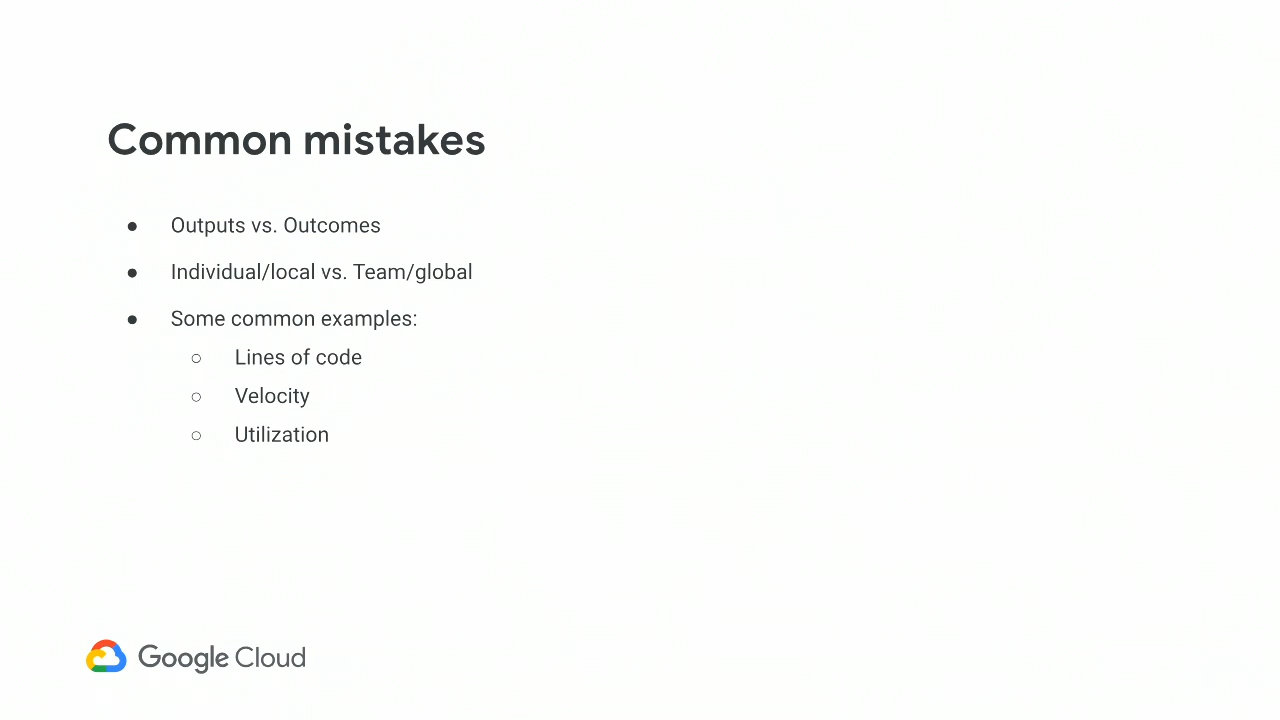 Common mistakes
● Outputs vs. Outcomes
● Individual/local vs. Team/global
● Some common examples:
○ Lines of code
○ Velocity
○ Utilization
Google Cloud